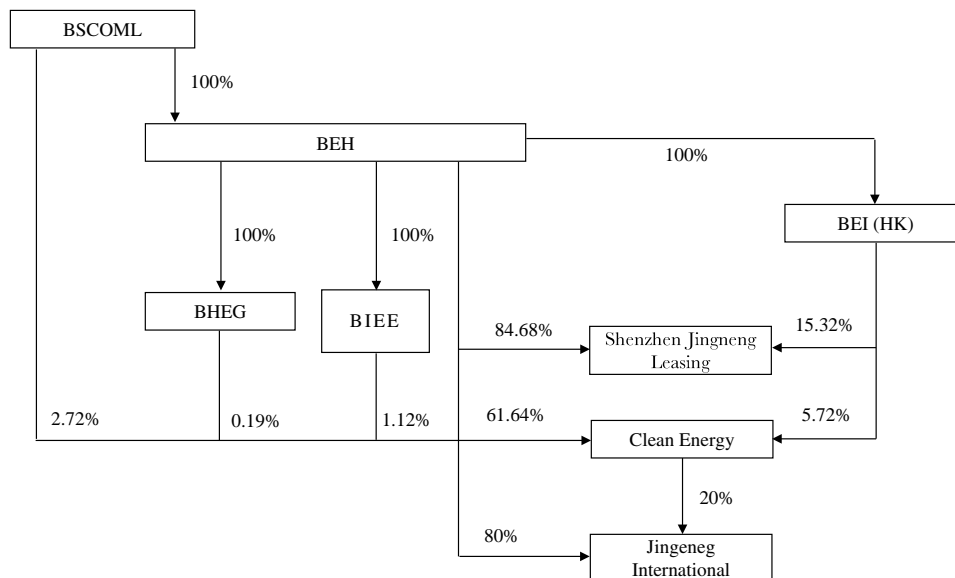 BSCOML
100%
BEH
100%
BEI (HK)
100%
100%
BHEG
BIEE
84.68%
Shenzhen Jingneng
Leasing
15.32%
2.72%
0.19%
1.12%
61.64%
Clean Energy
5.72%
20%
80%
Jingeneg
International